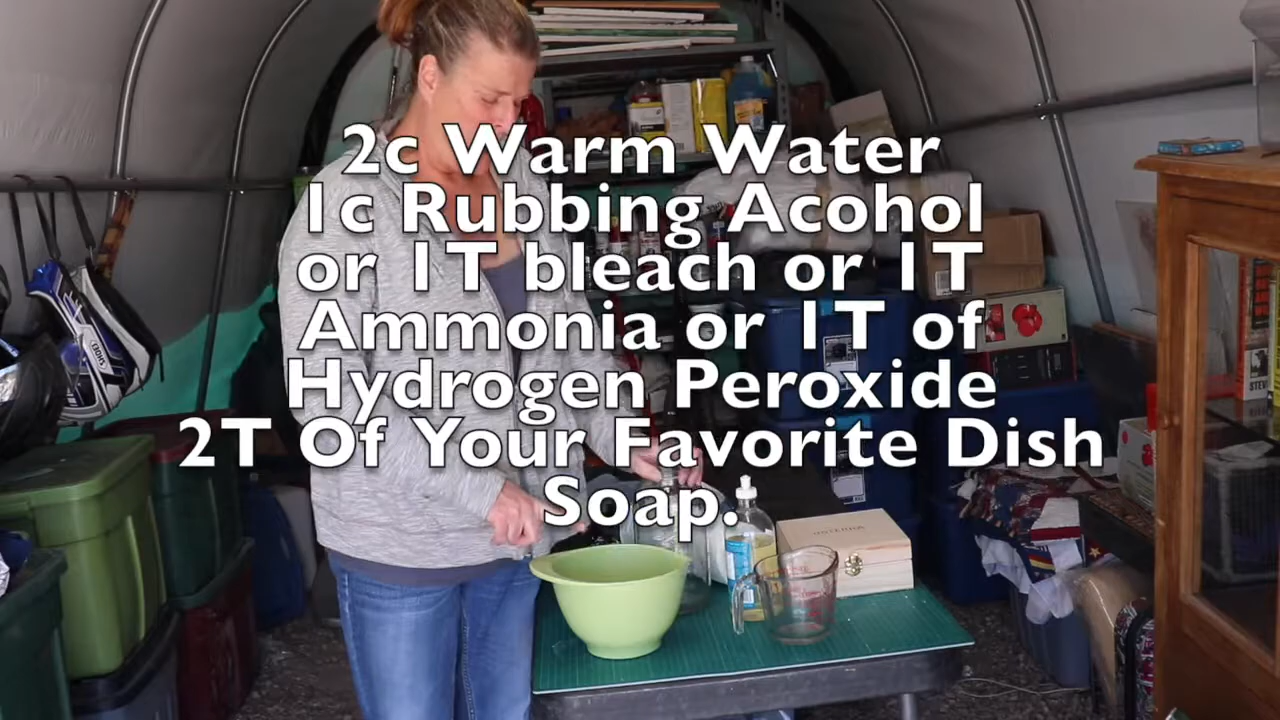 2c Warm Water
1c Rubbing Acohol
or 1T bleach or 1T
Ammonia or 1T of
Hydrogen Peroxide
2T Of Your Favorite Dish
Soap.